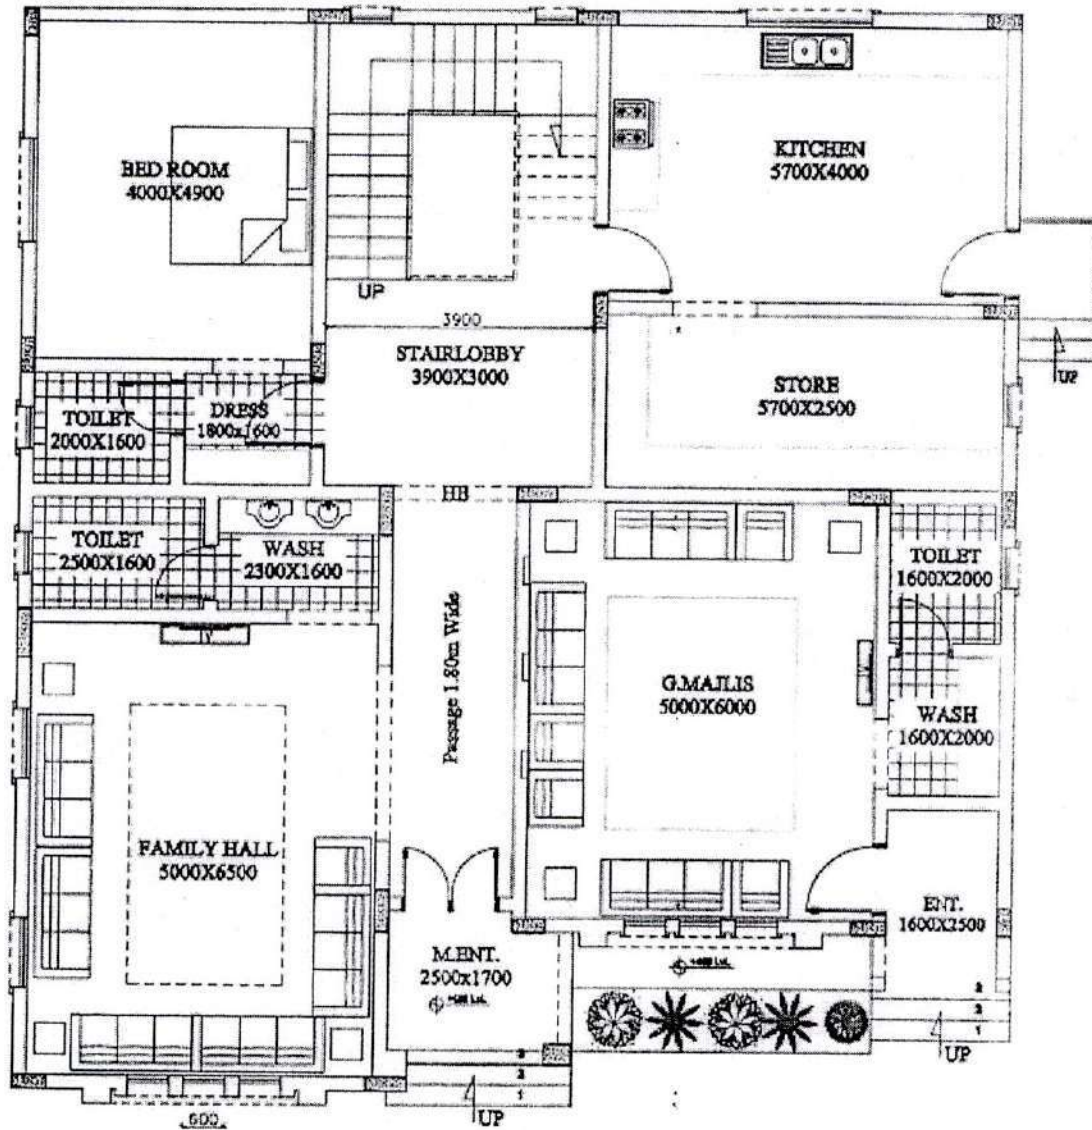 BED ROOM
4000X4900
KITCHEN
5700X4000
UP
3900
STAIRLOBBY
3900X3000
STORE
5700X2500
UP
TOILET
2000X1600
DRESS
1800x1600
HB
TOILET
2500X1600
WASH
2300X1600
TOILET
1600X2000
Passage 1.80m Wide
TV
G.MAJLIS
5000X6000
WASH
1600X2000
FAMILY HALL
5000X6500
ENT.
1600X2500
M.ENT.
2500x1700
3
2
1
UP
3
2
1
UP
600